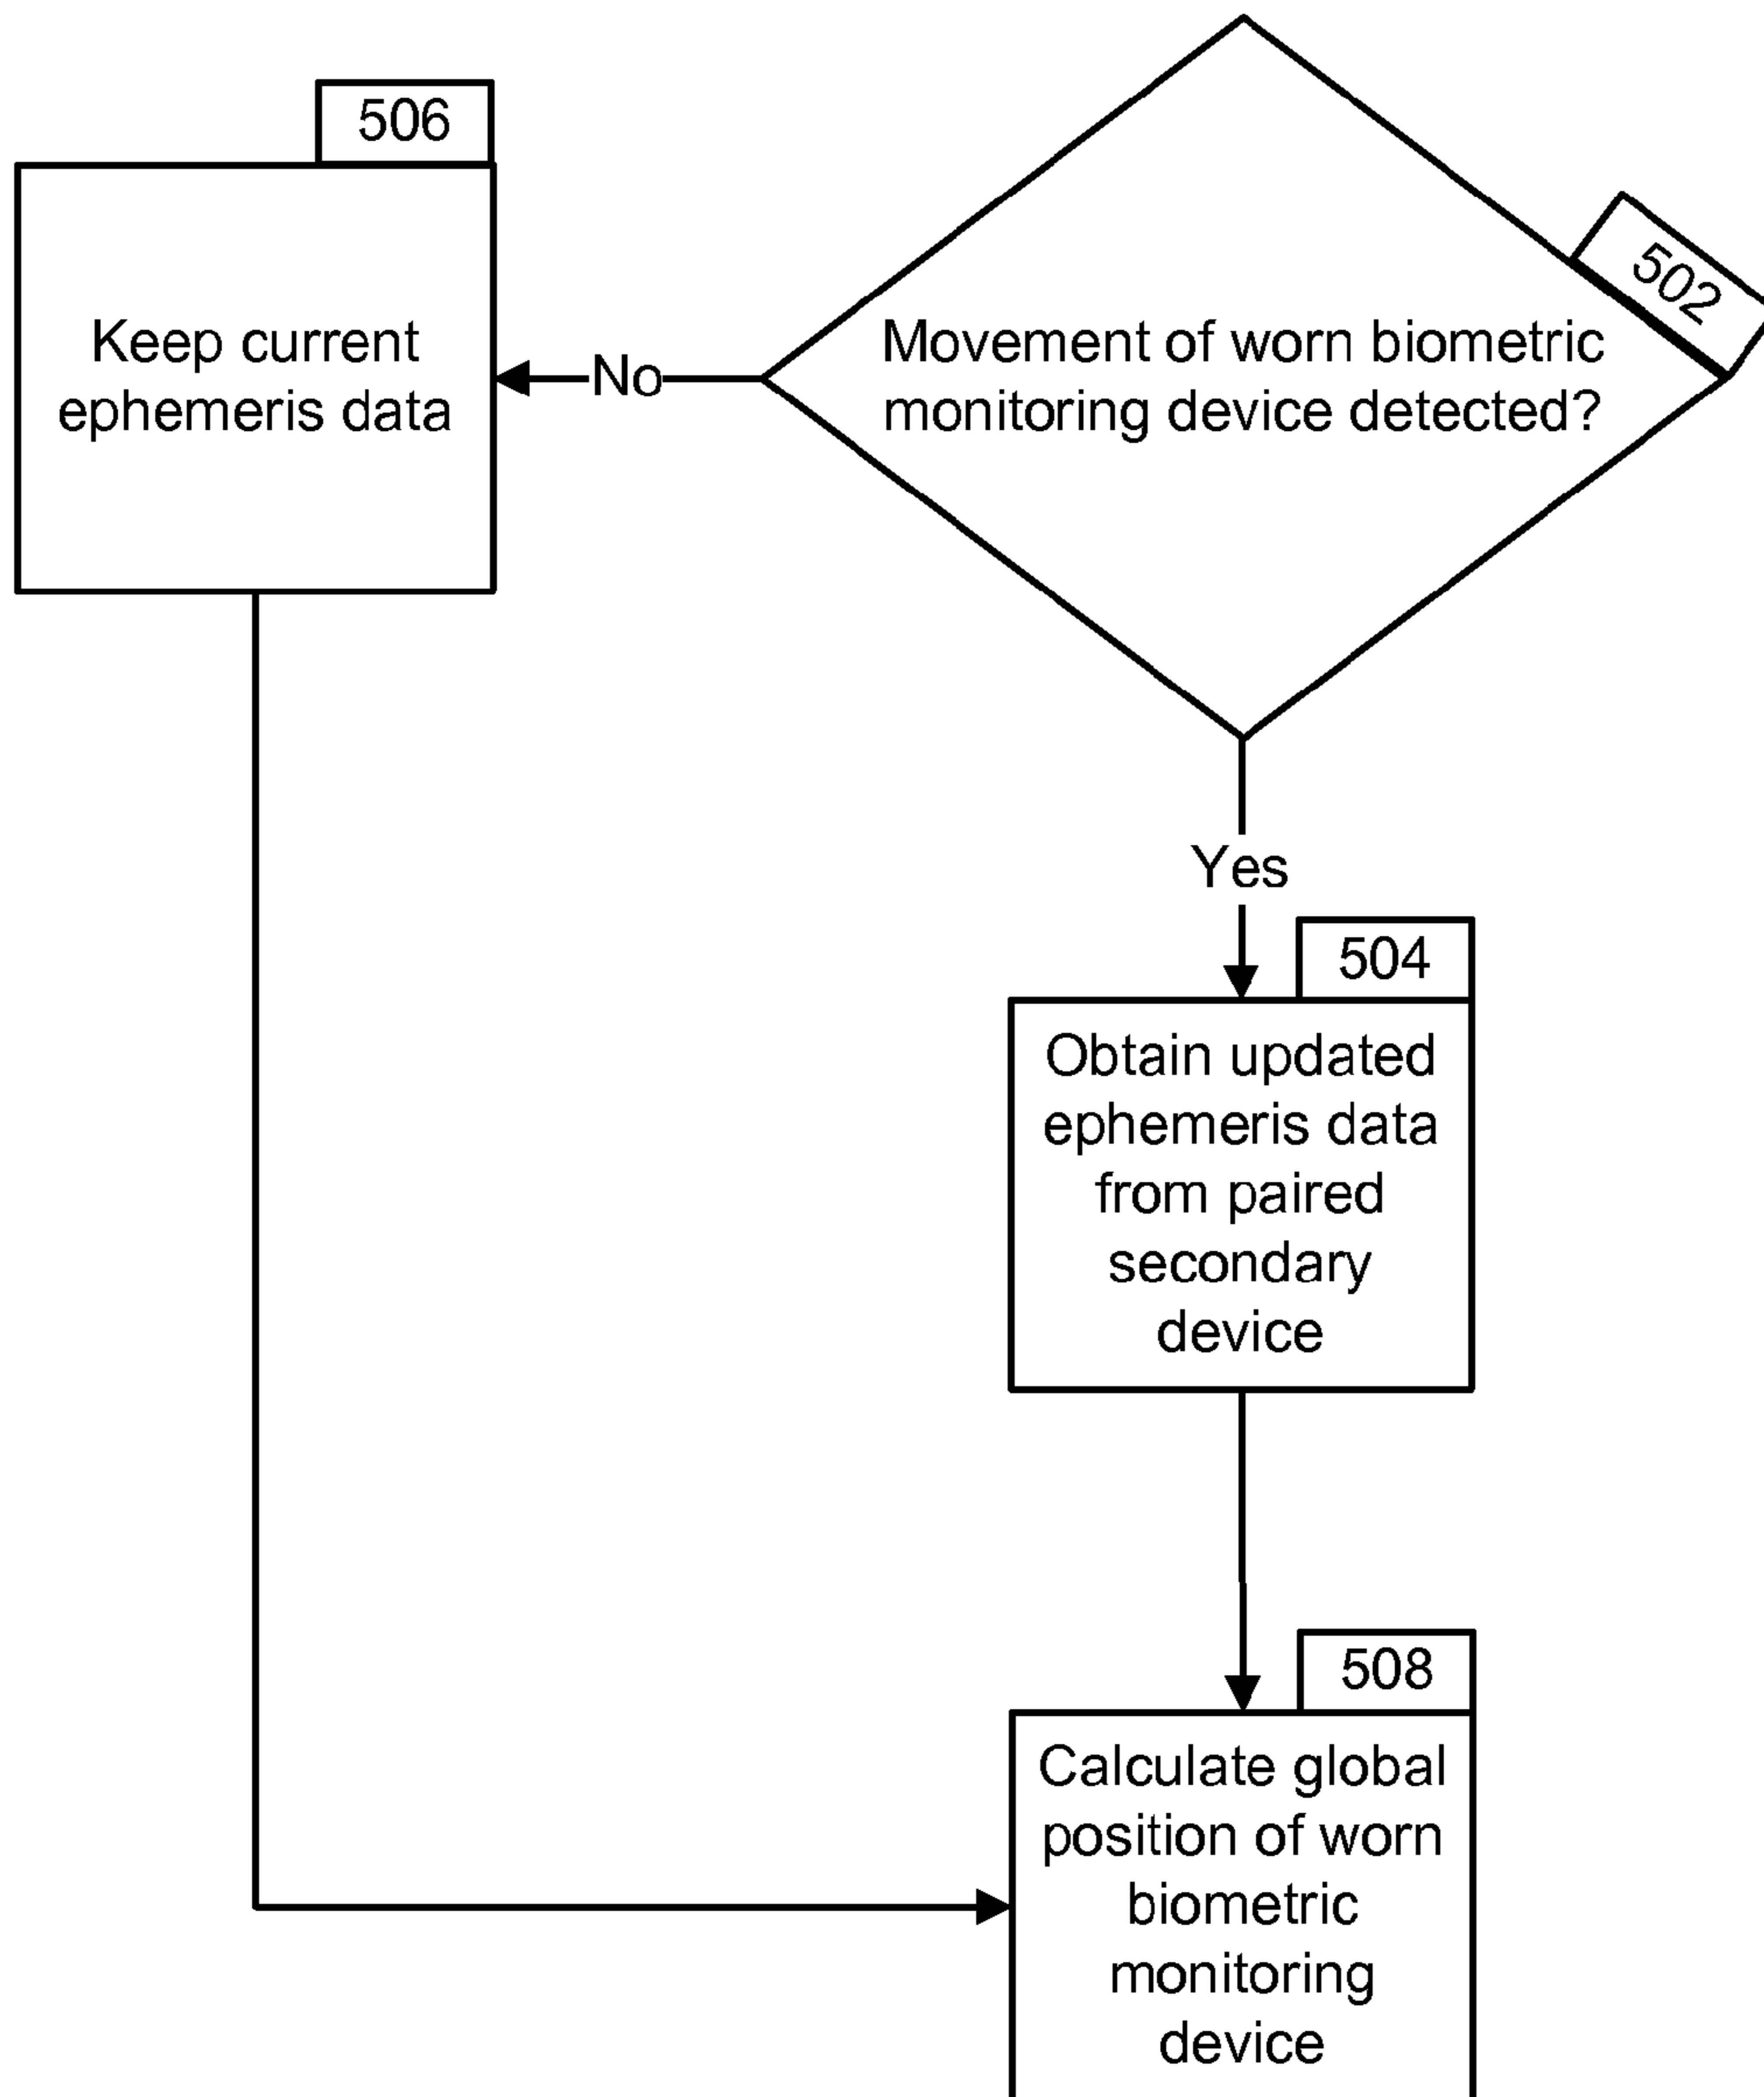 506
Keep current
ephemeris data
No
502
Movement of worn biometric
monitoring device detected?
Yes
504
Obtain updated
ephemeris data
from paired
secondary
device
508
Calculate global
position of worn
biometric
monitoring
device